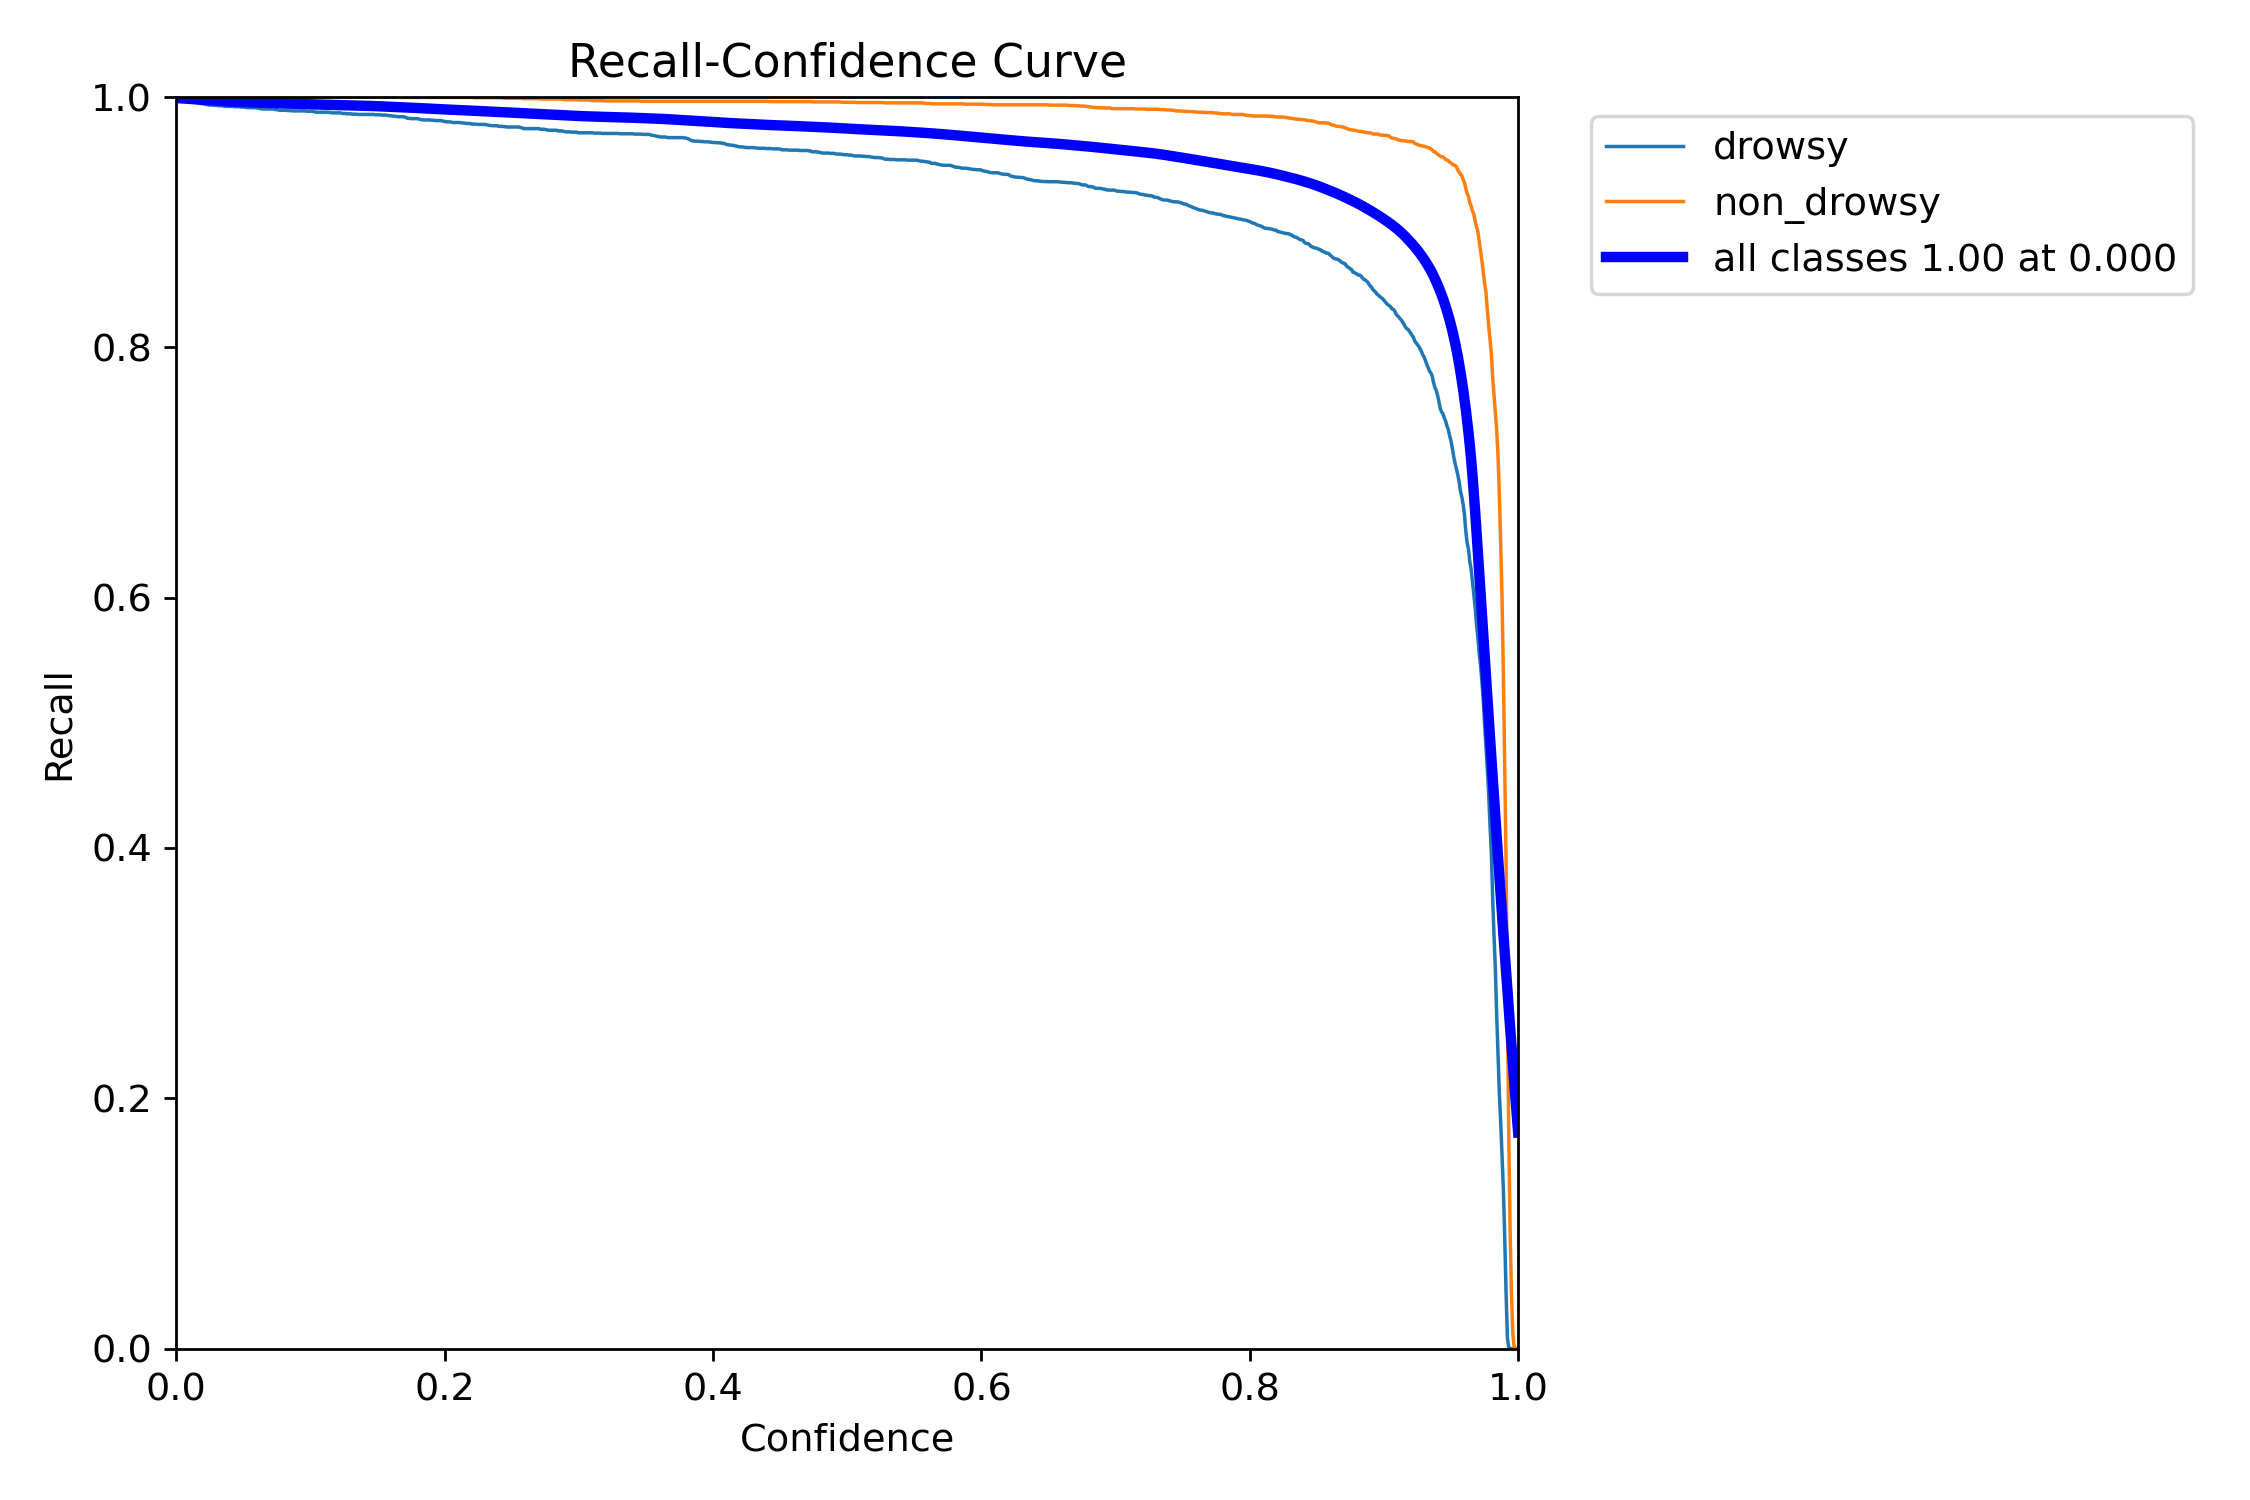 Recall-Confidence Curve
1.0
0.8
0.6
0.4
0.2
0.0
Recall
0.0 0.2 0.4 0.6 0.8 1.0
Confidence
drowsy
non_drowsy
all classes 1.00 at 0.000